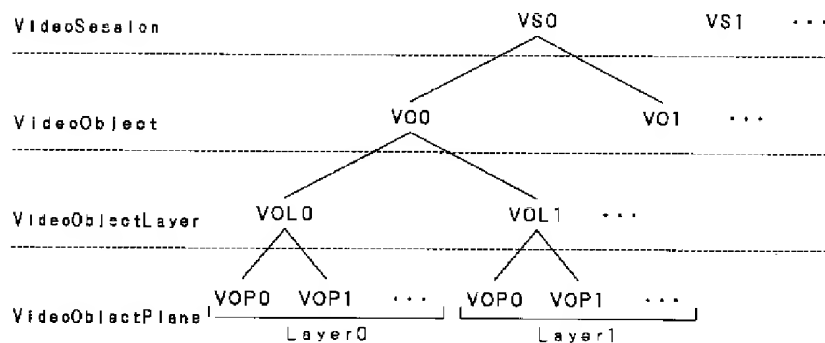 VideoSession VS0 VS1 ···
VideoObject VO0 VO1 ···
VideoObjectLayer VOL0 VOL1 ···
VideoObjectPlane VOP0 VOP1 ··· VOP0 VOP1 ···
Layer0 Layer1